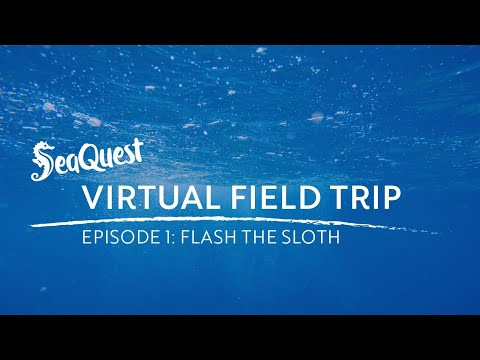 SeaQuest
VIRTUAL FIELD TRIP
EPISODE 1: FLASH THE SLOTH